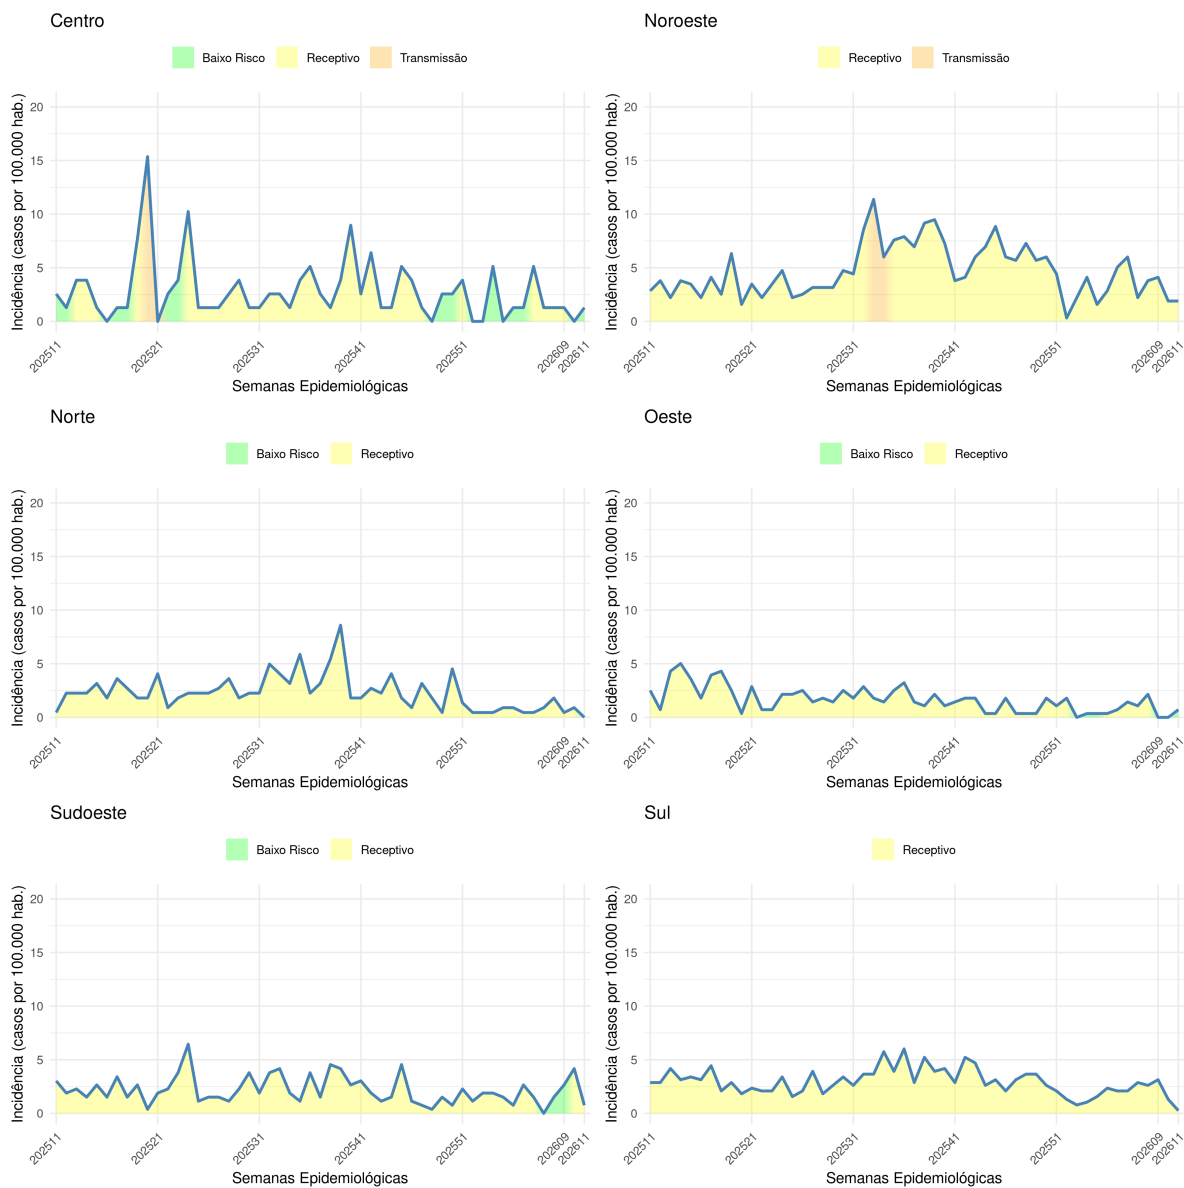 Centro
Baixo Risco Receptivo Transmissão
Incidência (casos por 100.000 hab.)
20
15
10
5
0
202511 202521 202531 202541 202551 202609 202611
Semanas Epidemiológicas
Noroeste
Receptivo Transmissão
Incidência (casos por 100.000 hab.)
20
15
10
5
0
202511 202521 202531 202541 202551 202609 202611
Semanas Epidemiológicas
Norte
Baixo Risco Receptivo
Incidência (casos por 100.000 hab.)
20
15
10
5
0
202511 202521 202531 202541 202551 202609 202611
Semanas Epidemiológicas
Oeste
Baixo Risco Receptivo
Incidência (casos por 100.000 hab.)
20
15
10
5
0
202511 202521 202531 202541 202551 202609 202611
Semanas Epidemiológicas
Sudoeste
Baixo Risco Receptivo
Incidência (casos por 100.000 hab.)
20
15
10
5
0
202511 202521 202531 202541 202551 202609 202611
Semanas Epidemiológicas
Sul
Receptivo
Incidência (casos por 100.000 hab.)
20
15
10
5
0
202511 202521 202531 202541 202551 202609 202611
Semanas Epidemiológicas